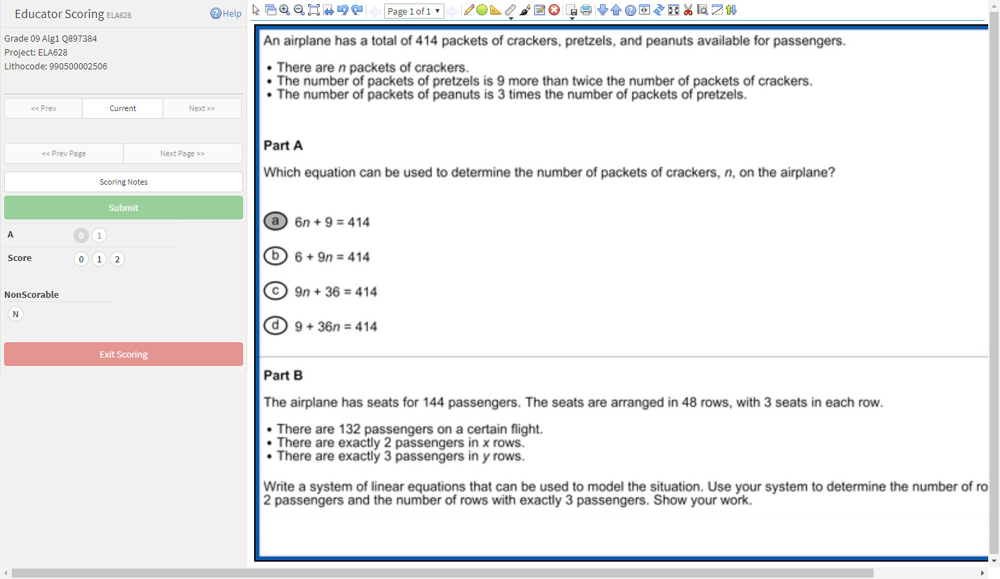 Educator Scoring ELA628
Help
Grade 09 Alg1 Q897384
Project: ELA628
Lithocode: 990500002506
<< Prev
Current
Next >>
<< Prev Page
Next Page >>
Scoring Notes
Submit
A
0 1
Score
0 1 2
NonScorable
N
Exit Scoring
Page 1 of 1
An airplane has a total of 414 packets of crackers, pretzels, and peanuts available for passengers.
• There are n packets of crackers.
• The number of packets of pretzels is 9 more than twice the number of packets of crackers.
• The number of packets of peanuts is 3 times the number of packets of pretzels.
Part A
Which equation can be used to determine the number of packets of crackers, n, on the airplane?
a 6n + 9 = 414
b 6 + 9n = 414
c 9n + 36 = 414
d 9 + 36n = 414
Part B
The airplane has seats for 144 passengers. The seats are arranged in 48 rows, with 3 seats in each row.
• There are 132 passengers on a certain flight.
• There are exactly 2 passengers in x rows.
• There are exactly 3 passengers in y rows.
Write a system of linear equations that can be used to model the situation. Use your system to determine the number of ro
2 passengers and the number of rows with exactly 3 passengers. Show your work.